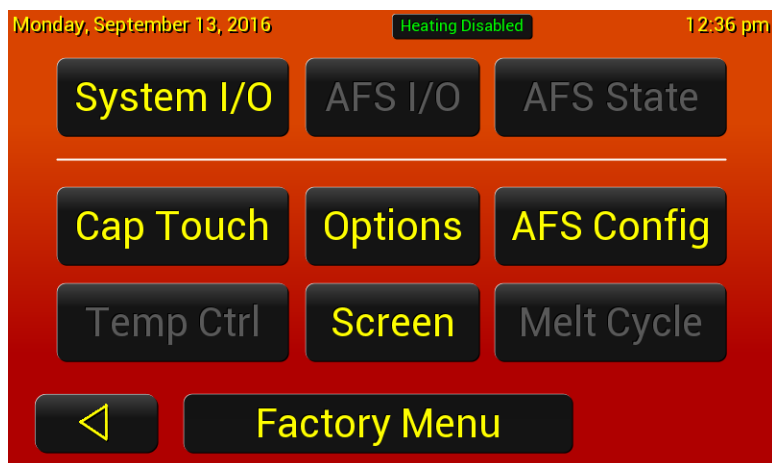 Monday, September 13, 2016 Heating Disabled 12:36 pm
System I/O AFS I/O AFS State
Cap Touch Options AFS Config
Temp Ctrl Screen Melt Cycle
Factory Menu